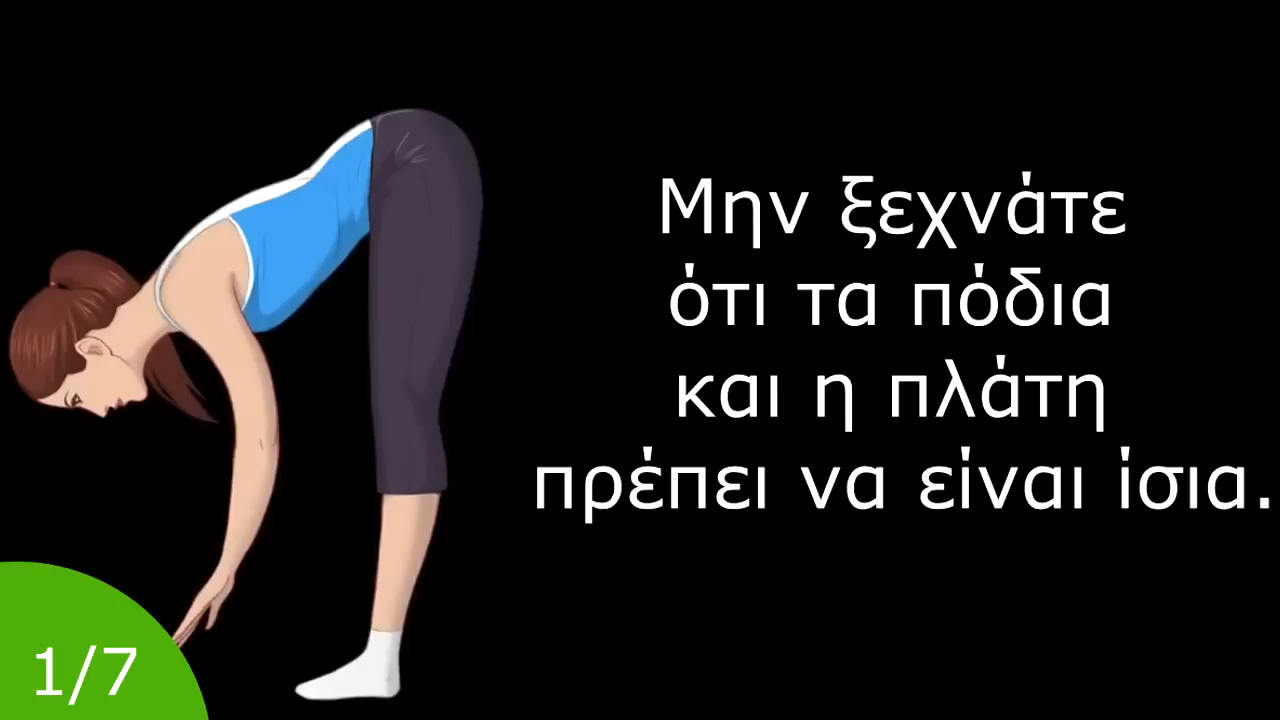 Μην ξεχνάτε
ότι τα πόδια
και η πλάτη
πρέπει να είναι ίσια.
1/7